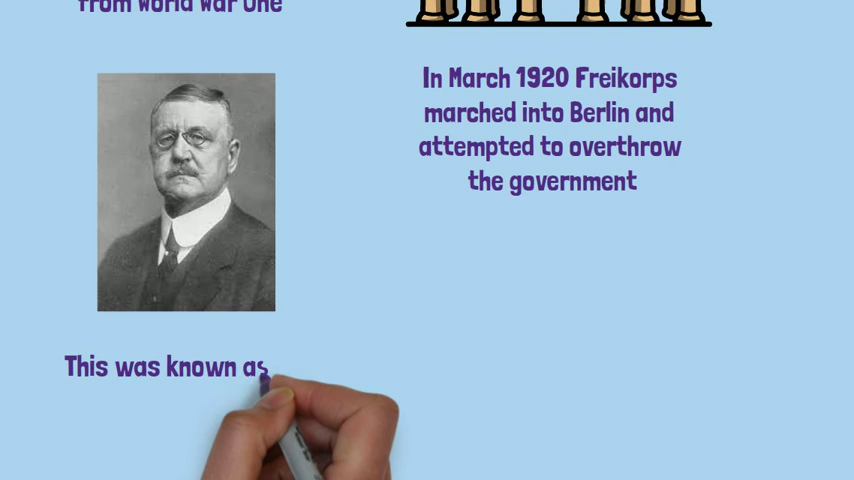 from World War One
In March 1920 Freikorps
marched into Berlin and
attempted to overthrow
the government
This was known as